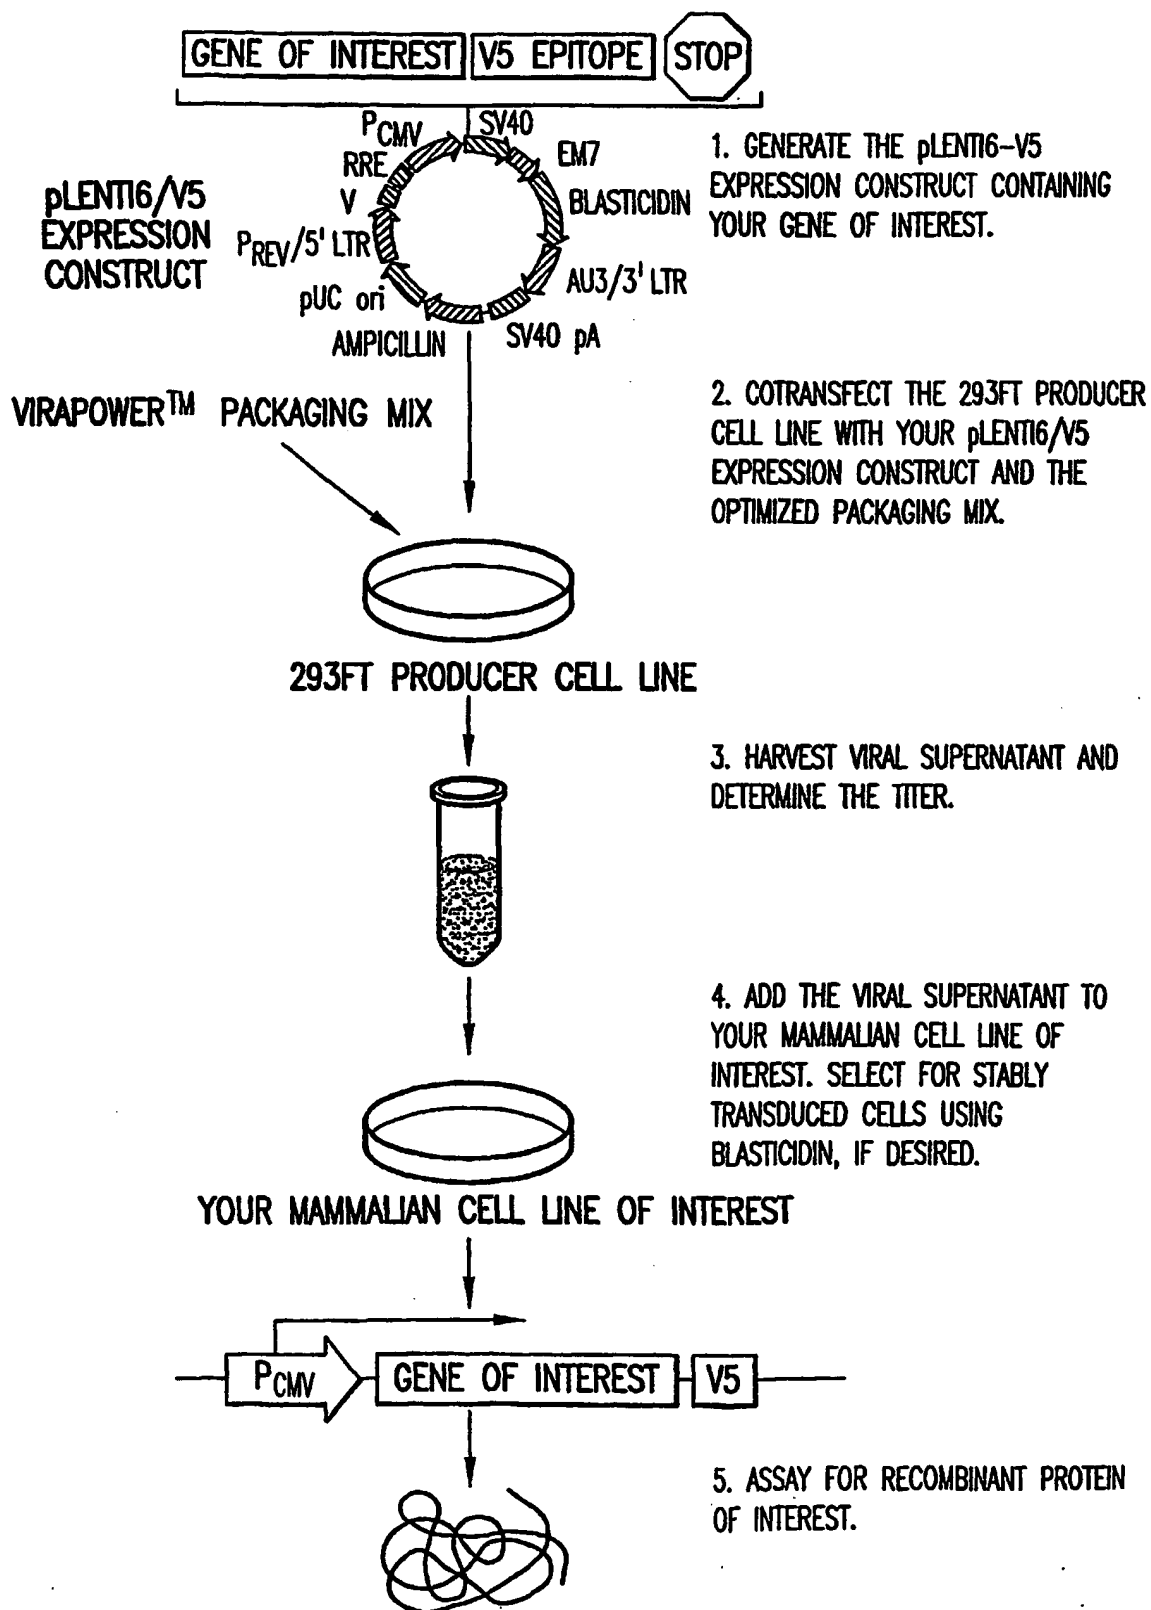 GENE OF INTEREST V5 EPITOPE STOP
PCMV SV40
RRE EM7
V BLASTICIDIN
PREV/5' LTR AU3/3' LTR
pUC ori SV40 pA
AMPICILLIN
pLENTI6/V5
EXPRESSION
CONSTRUCT
1. GENERATE THE pLENTI6-V5
EXPRESSION CONSTRUCT CONTAINING
YOUR GENE OF INTEREST.
VIRAPOWER™ PACKAGING MIX
2. COTRANSFECT THE 293FT PRODUCER
CELL LINE WITH YOUR pLENTI6/V5
EXPRESSION CONSTRUCT AND THE
OPTIMIZED PACKAGING MIX.
293FT PRODUCER CELL LINE
3. HARVEST VIRAL SUPERNATANT AND
DETERMINE THE TITER.
4. ADD THE VIRAL SUPERNATANT TO
YOUR MAMMALIAN CELL LINE OF
INTEREST. SELECT FOR STABLY
TRANSDUCED CELLS USING
BLASTICIDIN, IF DESIRED.
YOUR MAMMALIAN CELL LINE OF INTEREST
PCMV GENE OF INTEREST V5
5. ASSAY FOR RECOMBINANT PROTEIN
OF INTEREST.